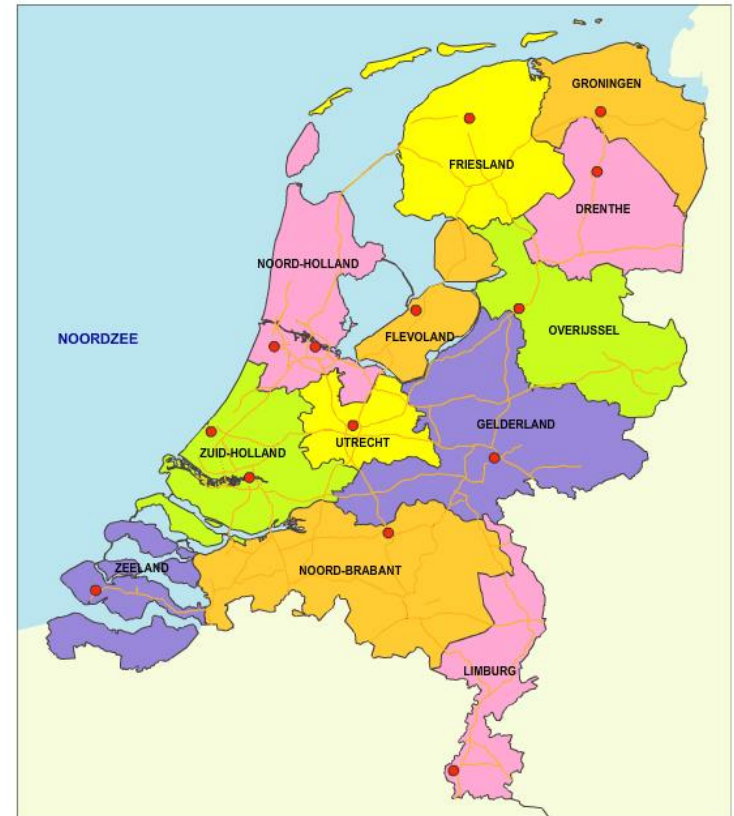 GRONINGEN
FRIESLAND
DRENTHE
NOORD-HOLLAND
NOORDZEE
FLEVOLAND
OVERIJSSEL
GELDERLAND
UTRECHT
ZUID-HOLLAND
ZEELAND
NOORD-BRABANT
LIMBURG